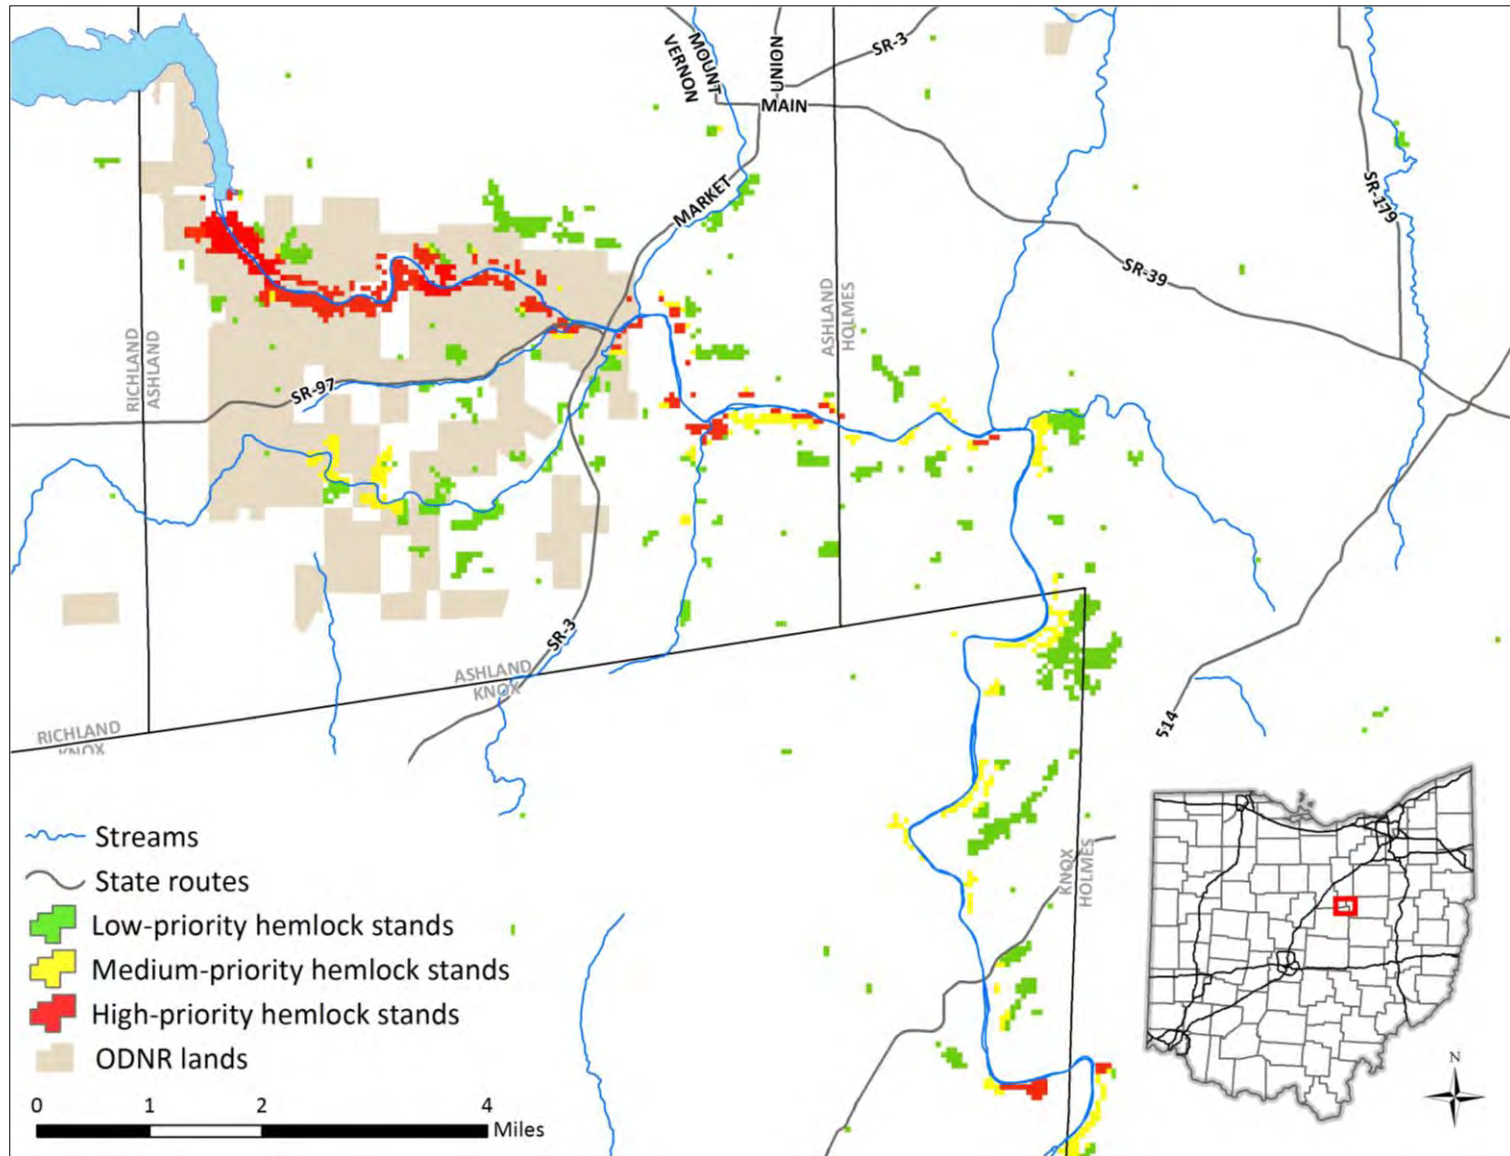 MOUNT
VERNON
UNION
SR-3
MAIN
MARKET
SR-179
SR-39
RICHLAND
ASHLAND
ASHLAND
HOLMES
SR-97
SR-3
ASHLAND
KNOX
RICHLAND
KNOX
514
KNOX
HOLMES
Streams
State routes
Low-priority hemlock stands
Medium-priority hemlock stands
High-priority hemlock stands
ODNR lands
0 1 2 4
Miles
N